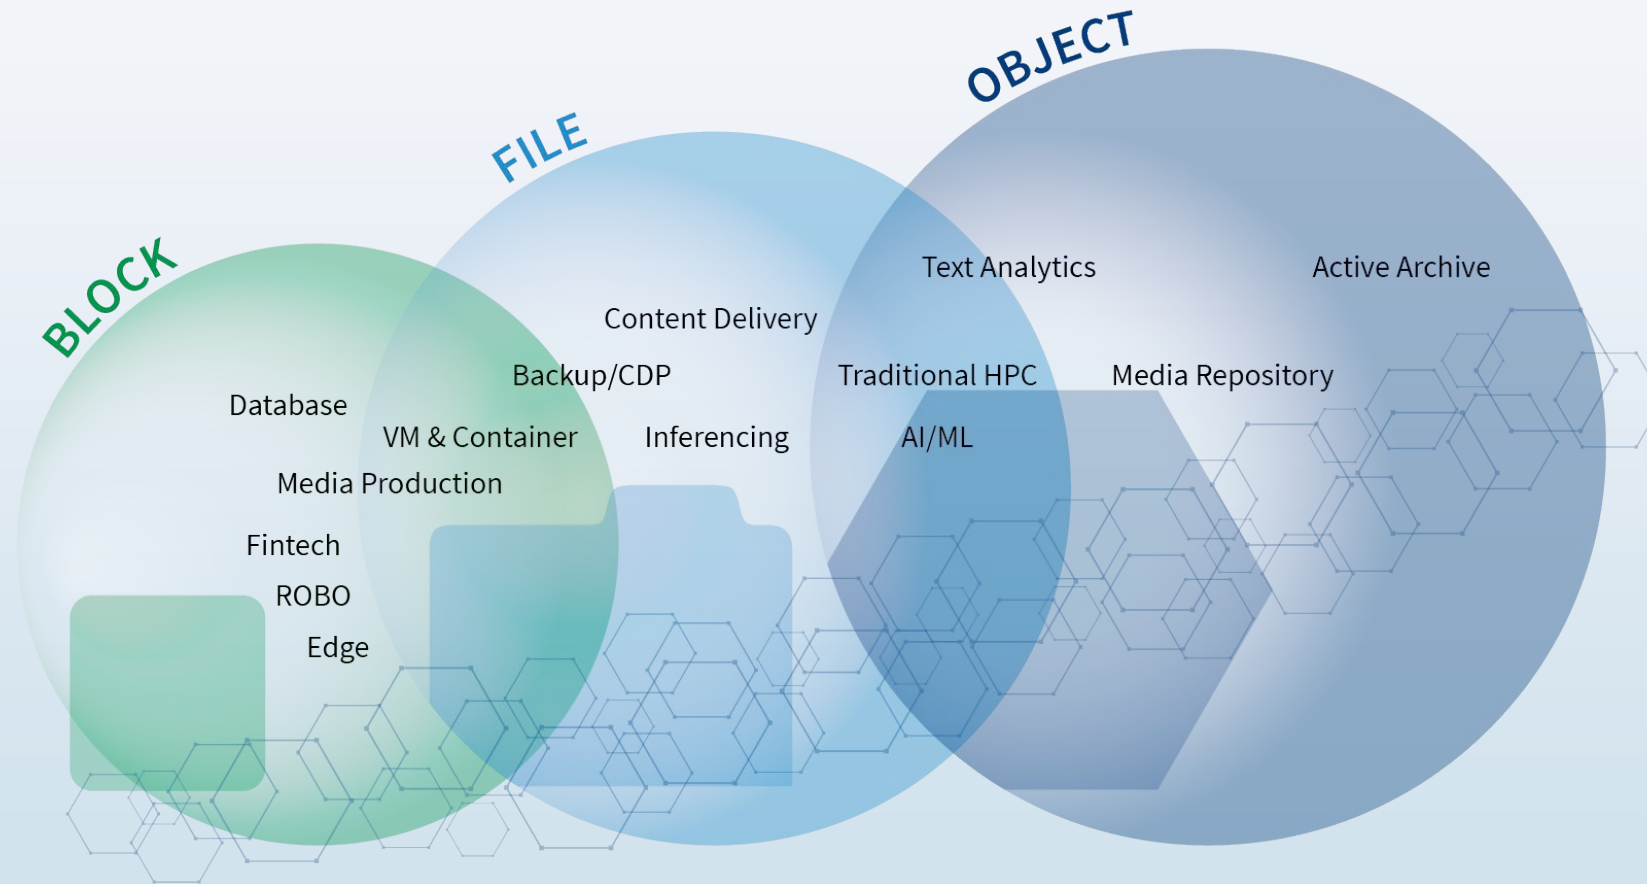 BLOCK
FILE
OBJECT
Database
VM & Container
Media Production
Fintech
ROBO
Edge
Content Delivery
Backup/CDP
Inferencing
Text Analytics
Traditional HPC
AI/ML
Active Archive
Media Repository